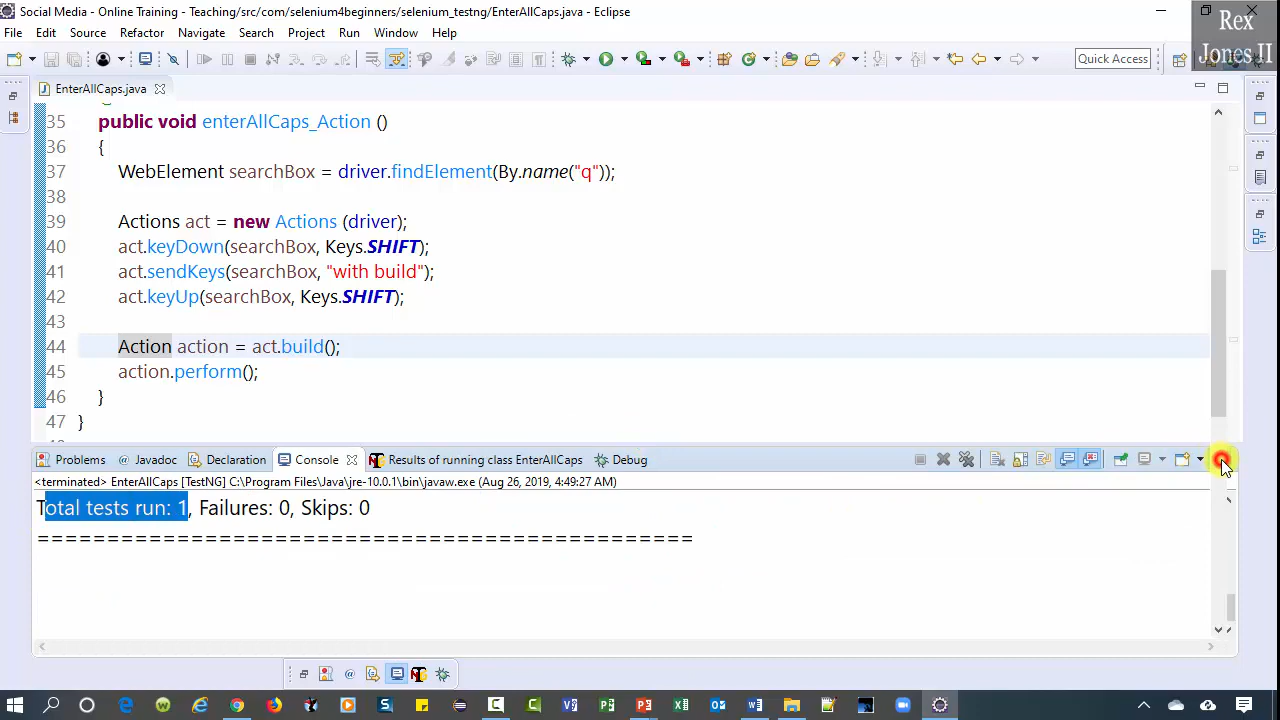 Social Media - Online Training - Teaching/src/com/selenium4beginners/selenium_testng/EnterAllCaps.java - Eclipse
Rex
Jones II
File Edit Source Refactor Navigate Search Project Run Window Help
Quick Access
EnterAllCaps.java
35 public void enterAllCaps_Action ()
36 {
37 WebElement searchBox = driver.findElement(By.name("q"));
38
39 Actions act = new Actions (driver);
40 act.keyDown(searchBox, Keys.SHIFT);
41 act.sendKeys(searchBox, "with build");
42 act.keyUp(searchBox, Keys.SHIFT);
43
44 Action action = act.build();
45 action.perform();
46 }
47 }
Problems Javadoc Declaration Console Results of running class EnterAllCaps Debug
<terminated> EnterAllCaps [TestNG] C:\Program Files\Java\jre-10.0.1\bin\javaw.exe (Aug 26, 2019, 4:49:27 AM)
Total tests run: 1, Failures: 0, Skips: 0
===============================================